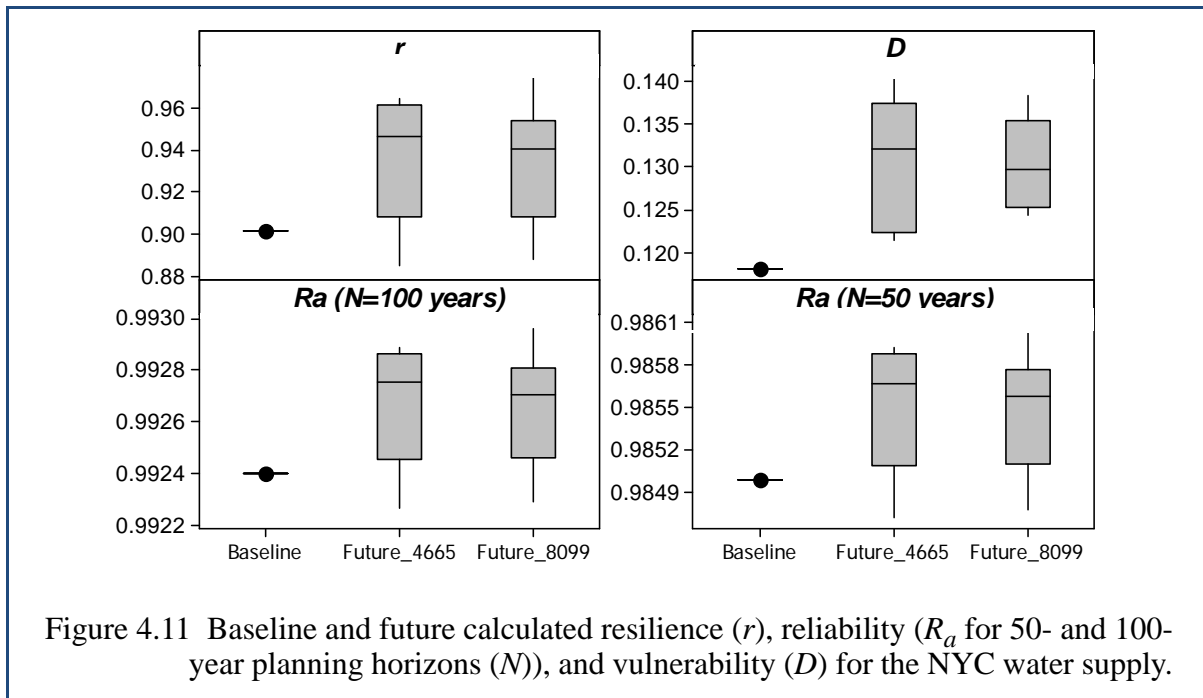 r
D
0.96
0.94
0.92
0.90
0.88
0.140
0.135
0.130
0.125
0.120
Ra (N=100 years)
Ra (N=50 years)
0.9930
0.9928
0.9926
0.9924
0.9922
0.9861
0.9858
0.9855
0.9852
0.9849
Baseline Future_4665 Future_8099
Baseline Future_4665 Future_8099
Figure 4.11 Baseline and future calculated resilience (r), reliability (Ra for 50- and 100-
year planning horizons (N)), and vulnerability (D) for the NYC water supply.